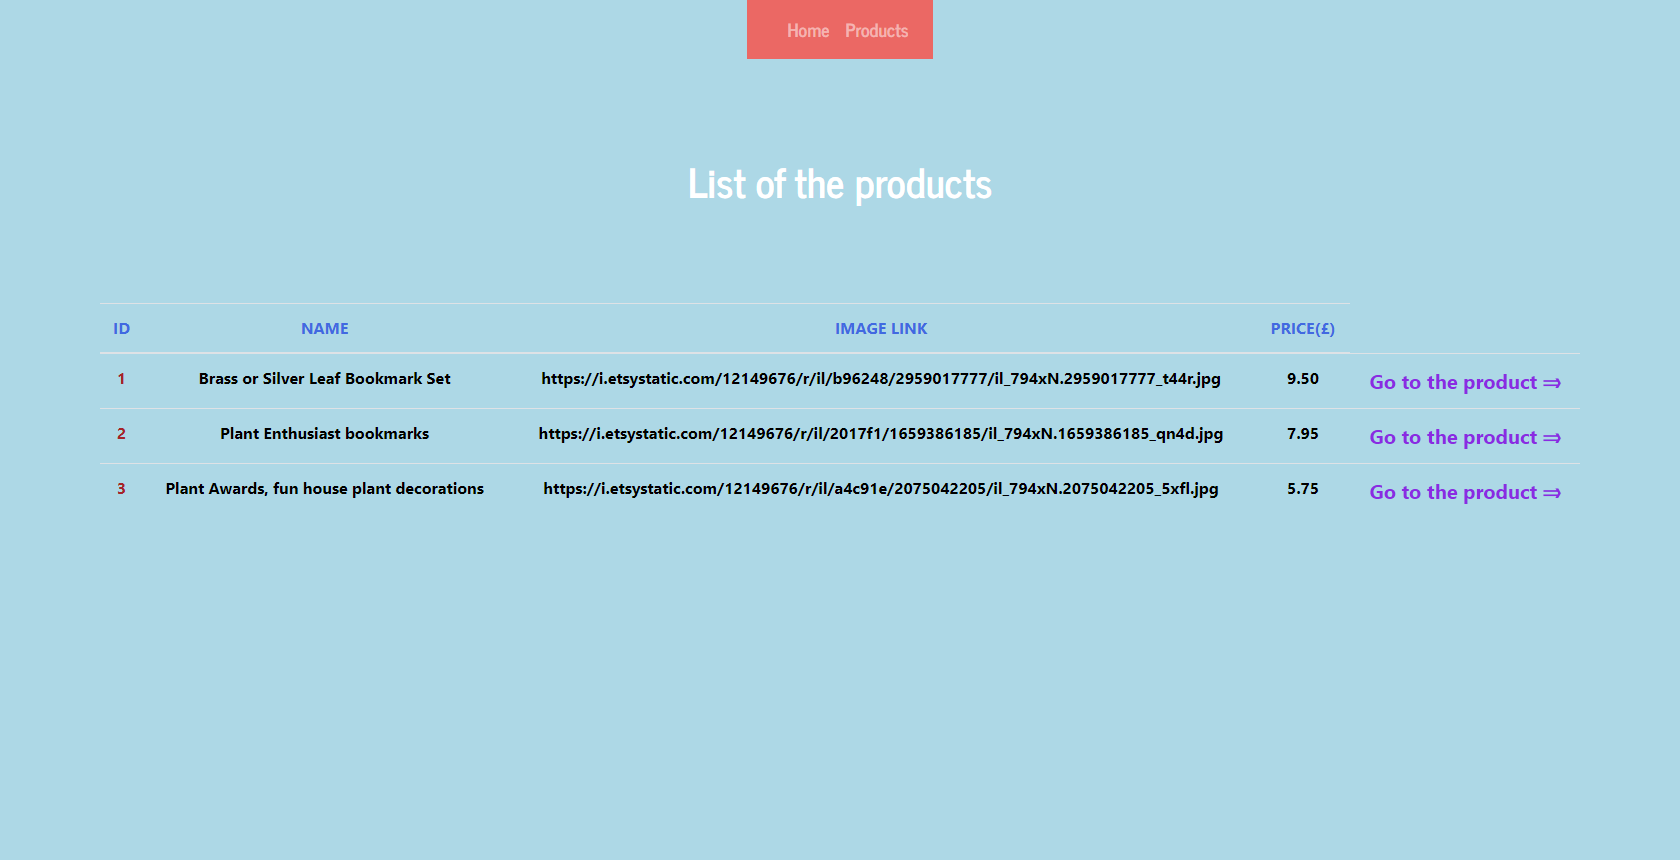 Home Products
List of the products
ID NAME IMAGE LINK PRICE(£)
1 Brass or Silver Leaf Bookmark Set https://i.etsystatic.com/12149676/r/il/b96248/2959017777/il_794xN.2959017777_t44r.jpg 9.50 Go to the product ⇒
2 Plant Enthusiast bookmarks https://i.etsystatic.com/12149676/r/il/2017f1/1659386185/il_794xN.1659386185_qn4d.jpg 7.95 Go to the product ⇒
3 Plant Awards, fun house plant decorations https://i.etsystatic.com/12149676/r/il/a4c91e/2075042205/il_794xN.2075042205_5xfl.jpg 5.75 Go to the product ⇒